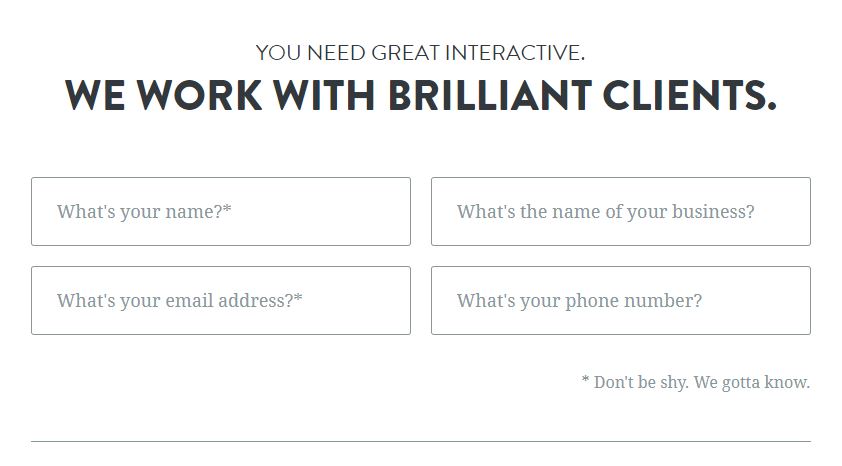 YOU NEED GREAT INTERACTIVE.
WE WORK WITH BRILLIANT CLIENTS.
What's your name?*
What's the name of your business?
What's your email address?*
What's your phone number?
* Don't be shy. We gotta know.